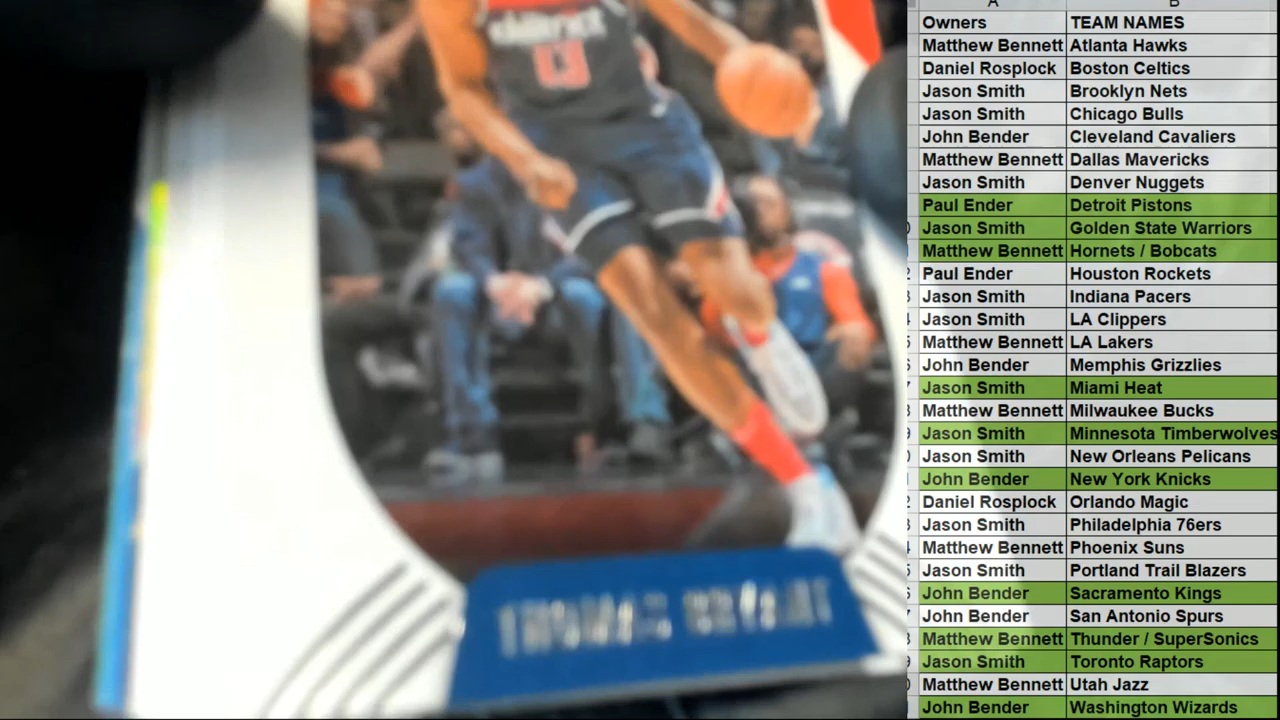 13
THOMAS BRYANT
A B
Owners TEAM NAMES
Matthew Bennett Atlanta Hawks
Daniel Rosplock Boston Celtics
Jason Smith Brooklyn Nets
Jason Smith Chicago Bulls
John Bender Cleveland Cavaliers
Matthew Bennett Dallas Mavericks
Jason Smith Denver Nuggets
Paul Ender Detroit Pistons
Jason Smith Golden State Warriors
Matthew Bennett Hornets / Bobcats
Paul Ender Houston Rockets
Jason Smith Indiana Pacers
Jason Smith LA Clippers
Matthew Bennett LA Lakers
John Bender Memphis Grizzlies
Jason Smith Miami Heat
Matthew Bennett Milwaukee Bucks
Jason Smith Minnesota Timberwolves
Jason Smith New Orleans Pelicans
John Bender New York Knicks
Daniel Rosplock Orlando Magic
Jason Smith Philadelphia 76ers
Matthew Bennett Phoenix Suns
Jason Smith Portland Trail Blazers
John Bender Sacramento Kings
John Bender San Antonio Spurs
Matthew Bennett Thunder / SuperSonics
Jason Smith Toronto Raptors
Matthew Bennett Utah Jazz
John Bender Washington Wizards